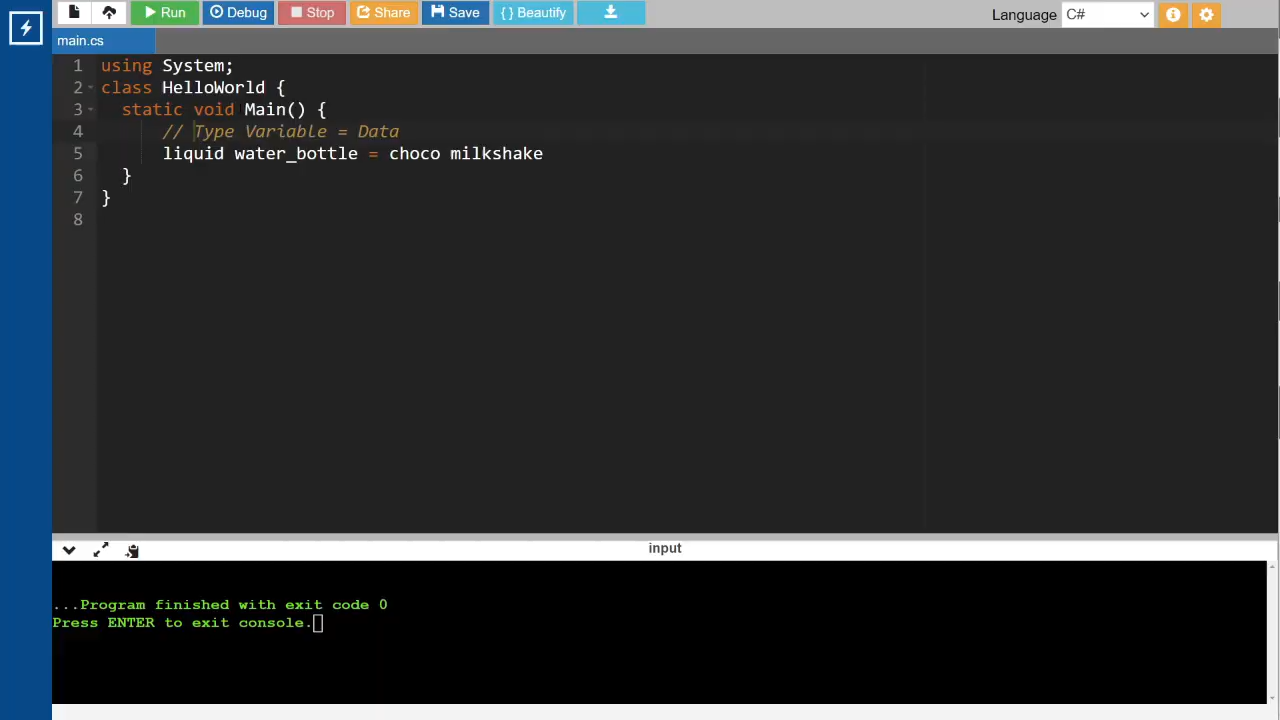 Run Debug Stop Share Save { } Beautify Language C#
main.cs
1 using System;
2 class HelloWorld {
3 static void Main() {
4 // Type Variable = Data
5 liquid water_bottle = choco milkshake
6 }
7 }
8
input
...Program finished with exit code 0
Press ENTER to exit console.